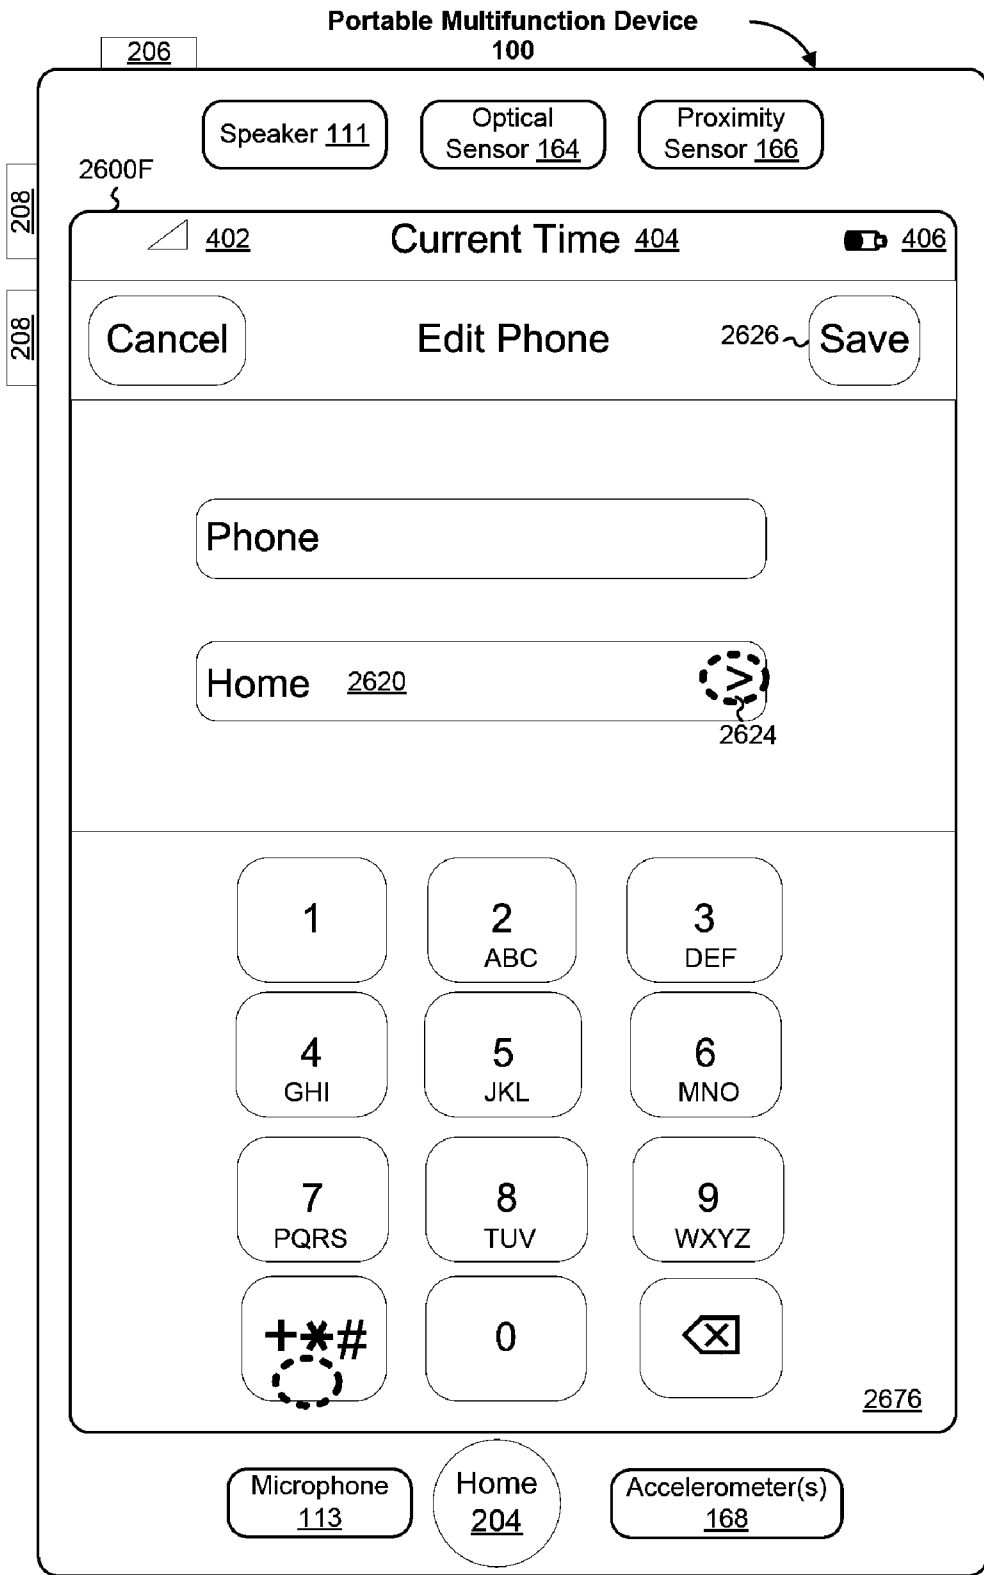 Portable Multifunction Device
100
206
Speaker 111
Optical
Sensor 164
Proximity
Sensor 166
2600F
208
402
Current Time 404
406
208
Cancel
Edit Phone
2626
Save
Phone
Home 2620
>
2624
1
2
ABC
3
DEF
4
GHI
5
JKL
6
MNO
7
PQRS
8
TUV
9
WXYZ
+*#
0
2676
Microphone
113
Home
204
Accelerometer(s)
168